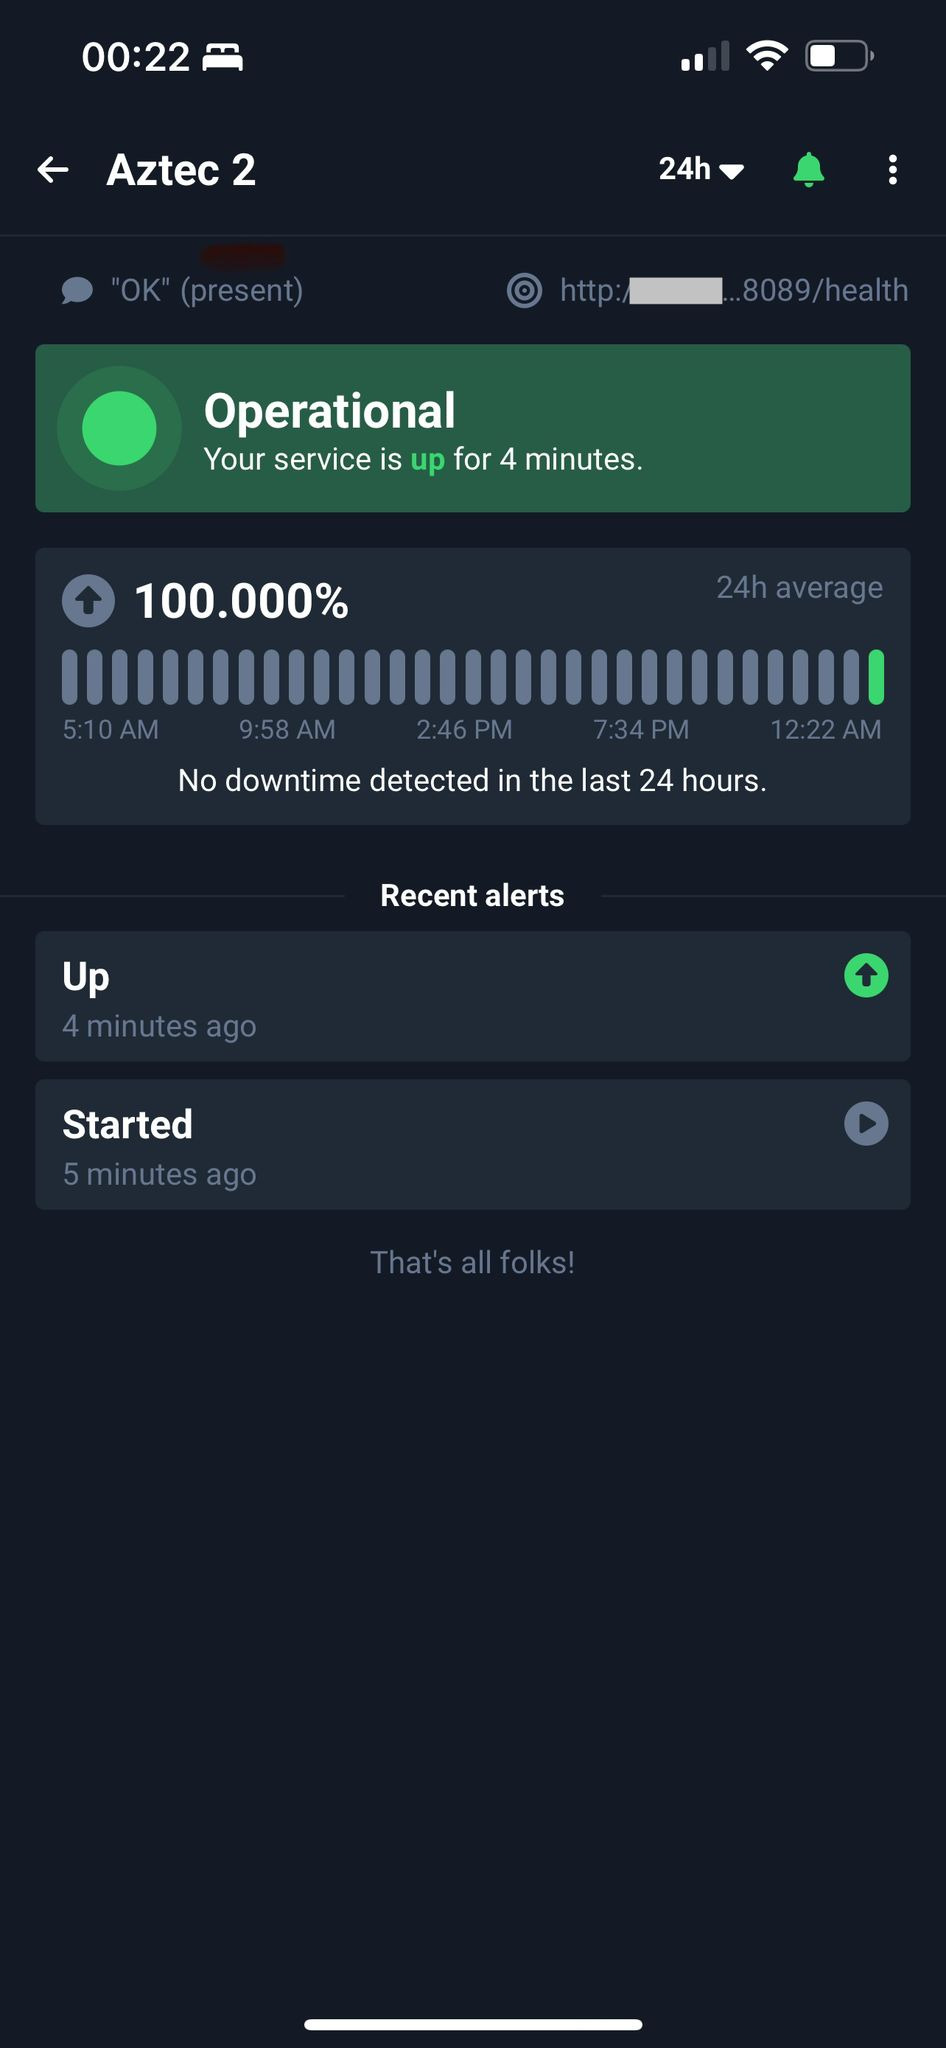 00:22
Aztec 2
24h
"OK" (present)
http:/ ...8089/health
Operational
Your service is up for 4 minutes.
100.000%
24h average
5:10 AM 9:58 AM 2:46 PM 7:34 PM 12:22 AM
No downtime detected in the last 24 hours.
Recent alerts
Up
4 minutes ago
Started
5 minutes ago
That's all folks!